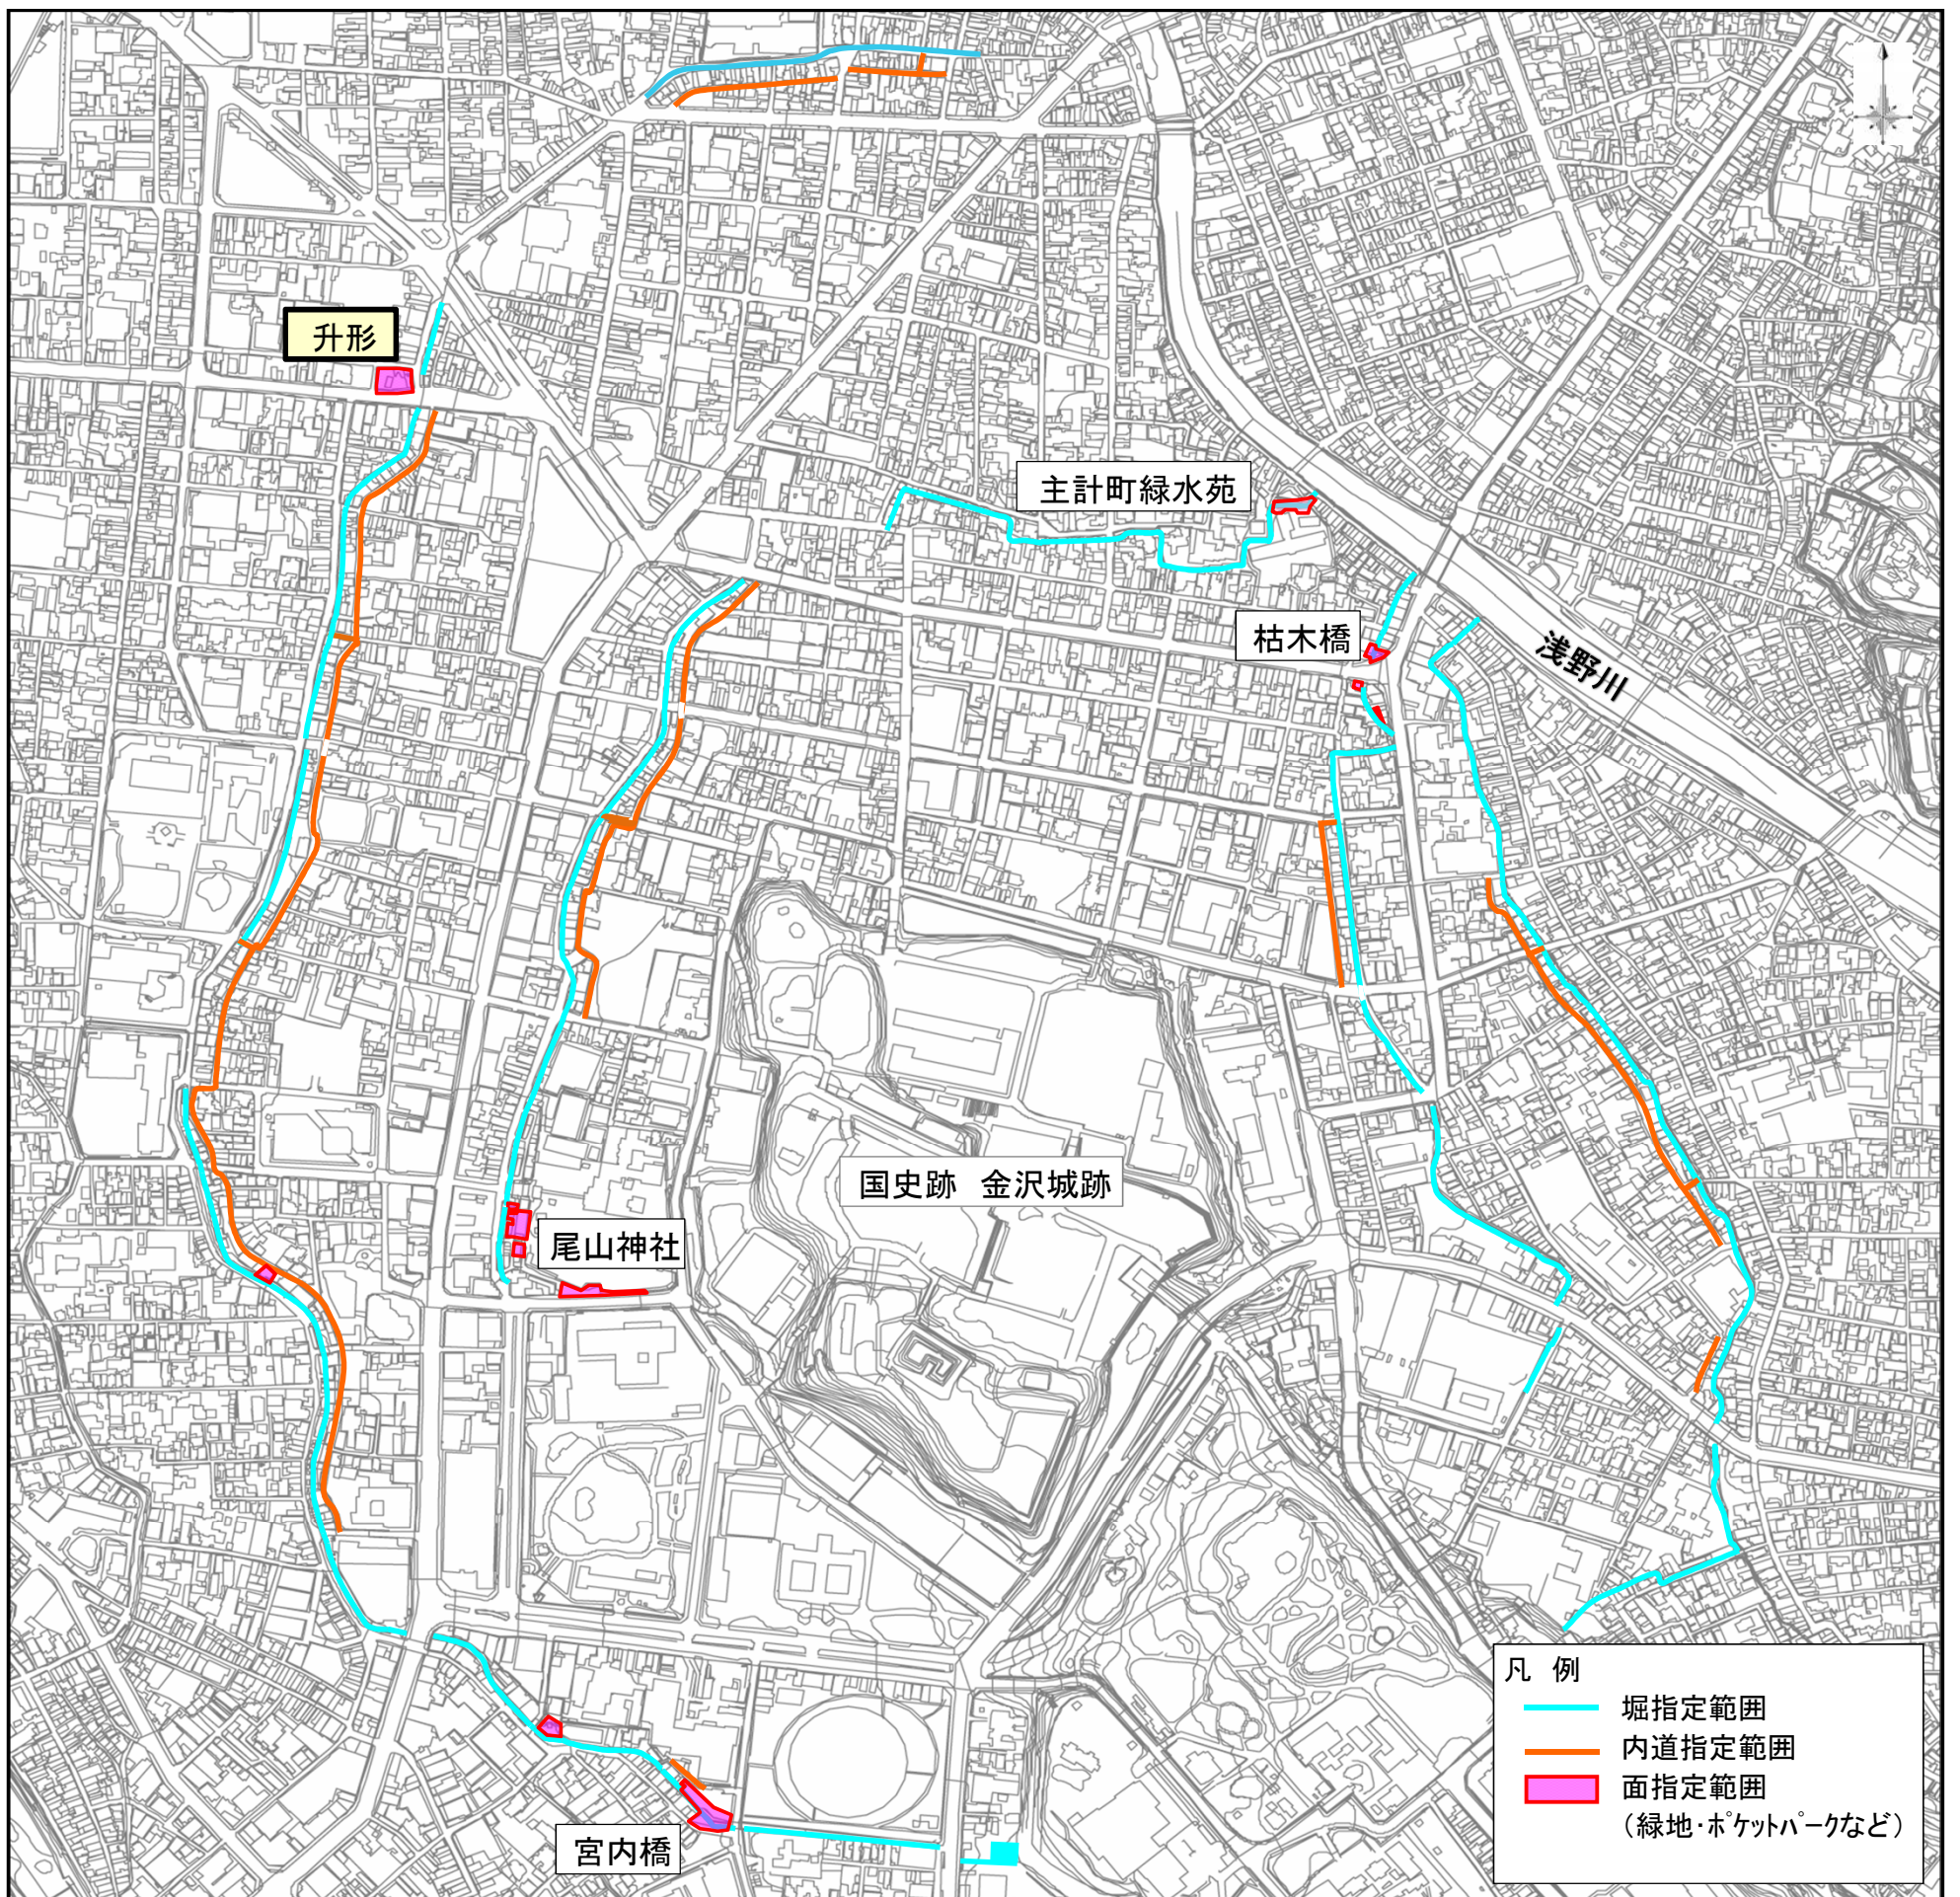 升形
主計町緑水苑
枯木橋
浅野川
国史跡 金沢城跡
尾山神社
宮内橋
凡 例
堀指定範囲
内道指定範囲
面指定範囲
(緑地・ポケットパークなど)